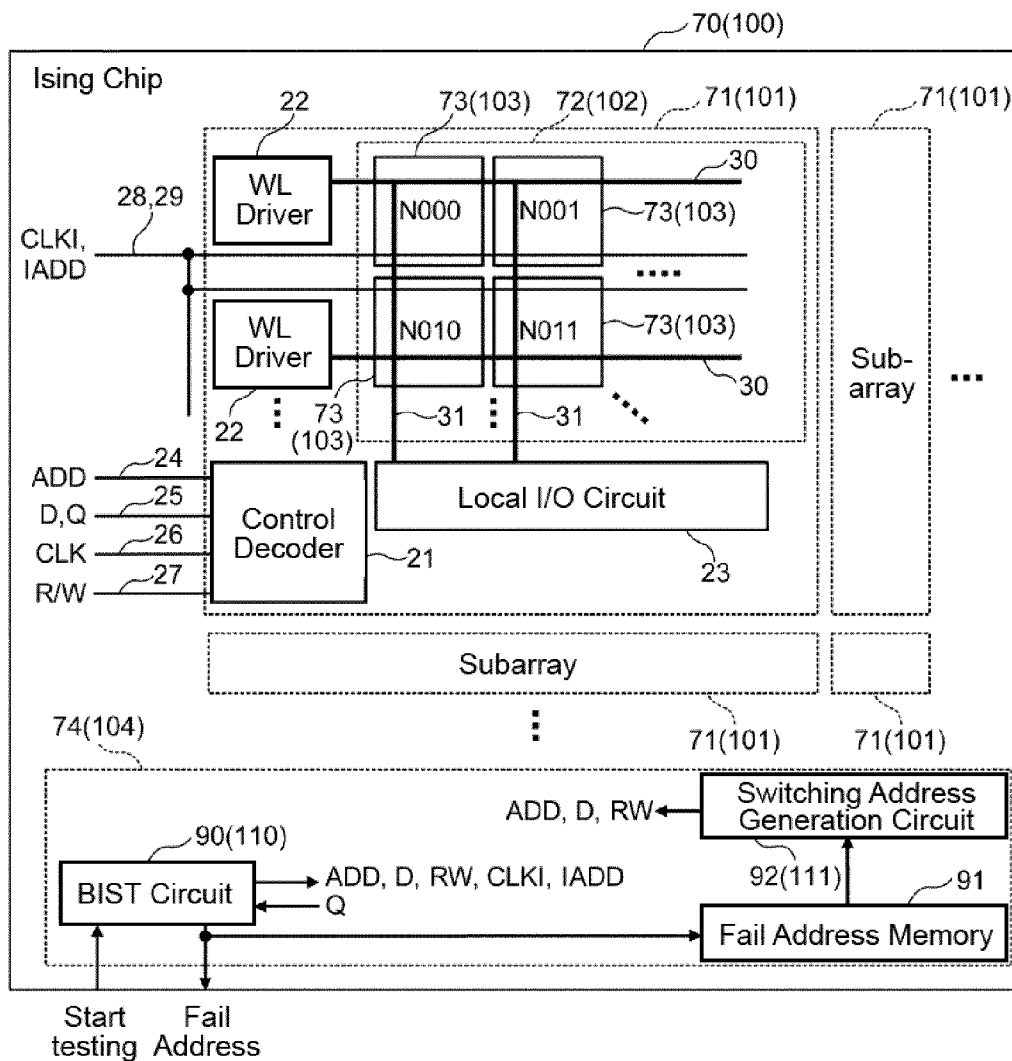 70(100)
Ising Chip
22
73(103)
72(102)
71(101)
71(101)
WL
Driver
30
28,29
N000
N001
73(103)
CLKI,
IADD
WL
Driver
N010
N011
73(103)
30
Sub-
array
22
73
(103)
31
31
ADD
24
D,Q
25
CLK
26
R/W
27
Control
Decoder
21
Local I/O Circuit
23
Subarray
74(104)
71(101)
71(101)
90(110)
BIST Circuit
ADD, D, RW, CLKI, IADD
Q
ADD, D, RW
Switching Address
Generation Circuit
92(111)
91
Fail Address Memory
Start
testing
Fail
Address